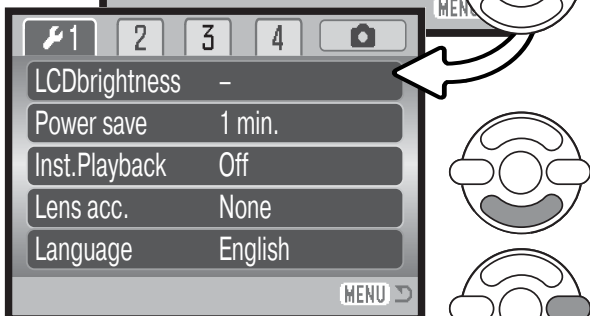 MENU
1 2 3 4
LCDbrightness –
Power save 1 min.
Inst.Playback Off
Lens acc. None
Language English
MENU